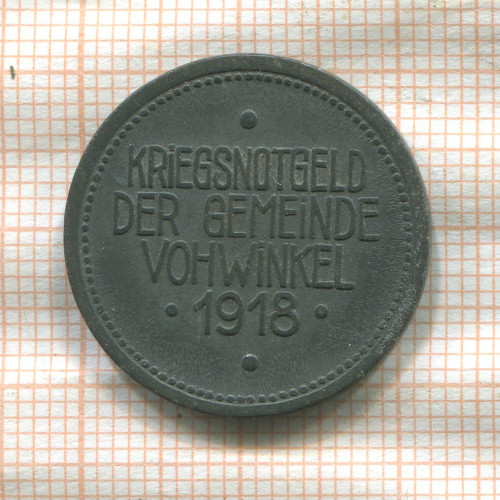 KRiEGSNOTGELD
DER GEMEiNDE
VOHWiNKEL
· 1918 ·